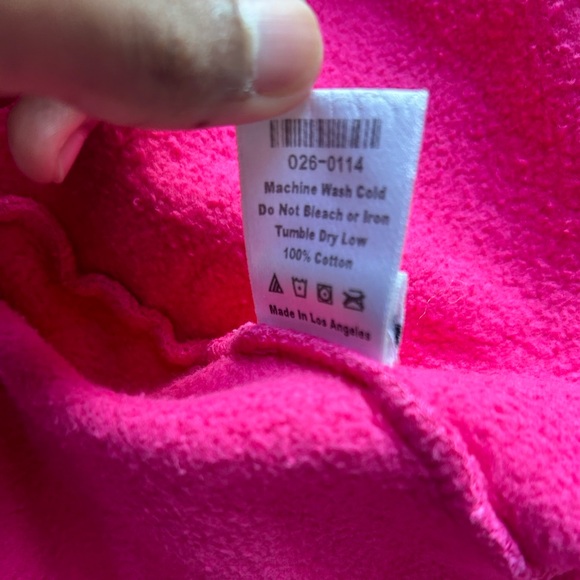 026-0114
Machine Wash Cold
Do Not Bleach or Iron
Tumble Dry Low
100% Cotton
Made In Los Angeles